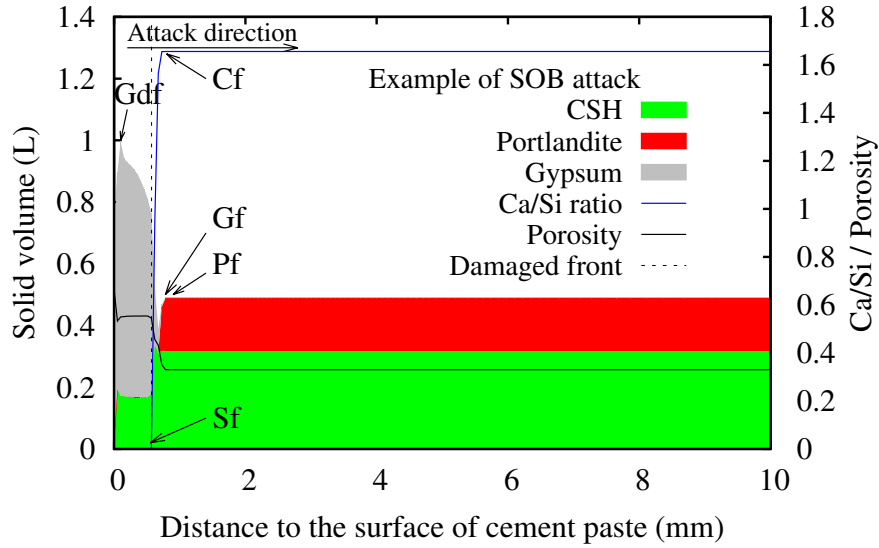 Attack direction
Cf
Gdf
Example of SOB attack
CSH
Portlandite
Gypsum
Ca/Si ratio
Porosity
Damaged front
Gf
Pf
Sf
Solid volume (L)
0
0.2
0.4
0.6
0.8
1
1.2
1.4
Ca/Si / Porosity
0
0.2
0.4
0.6
0.8
1
1.2
1.4
1.6
1.8
0 2 4 6 8 10
Distance to the surface of cement paste (mm)